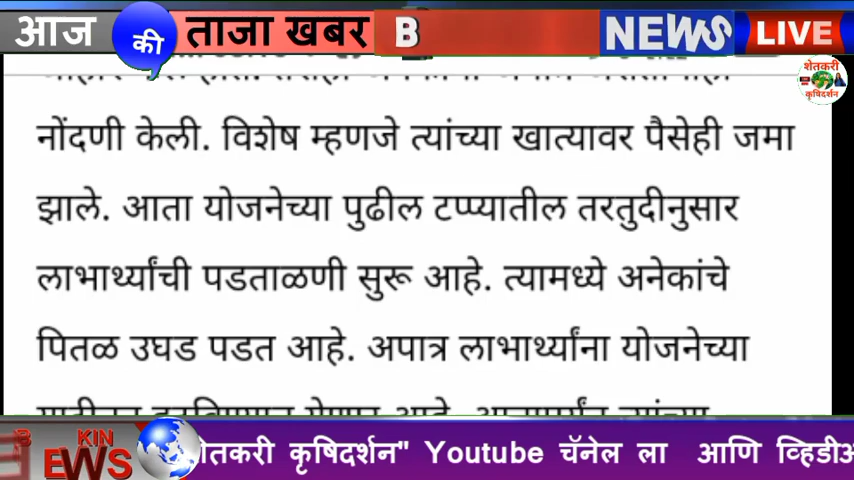 आज की ताजा खबर B NEWS LIVE
शेतकरी
कृषिदर्शन
नोंदणी केली. विशेष म्हणजे त्यांच्या खात्यावर पैसेही जमा
झाले. आता योजनेच्या पुढील टप्प्यातील तरतुदीनुसार
लाभार्थ्यांची पडताळणी सुरू आहे. त्यामध्ये अनेकांचे
पितळ उघड पडत आहे. अपात्र लाभार्थ्यांना योजनेच्या
KIN
EWS
शेतकरी कृषिदर्शन" Youtube चॅनेल ला आणि व्हिडीअ